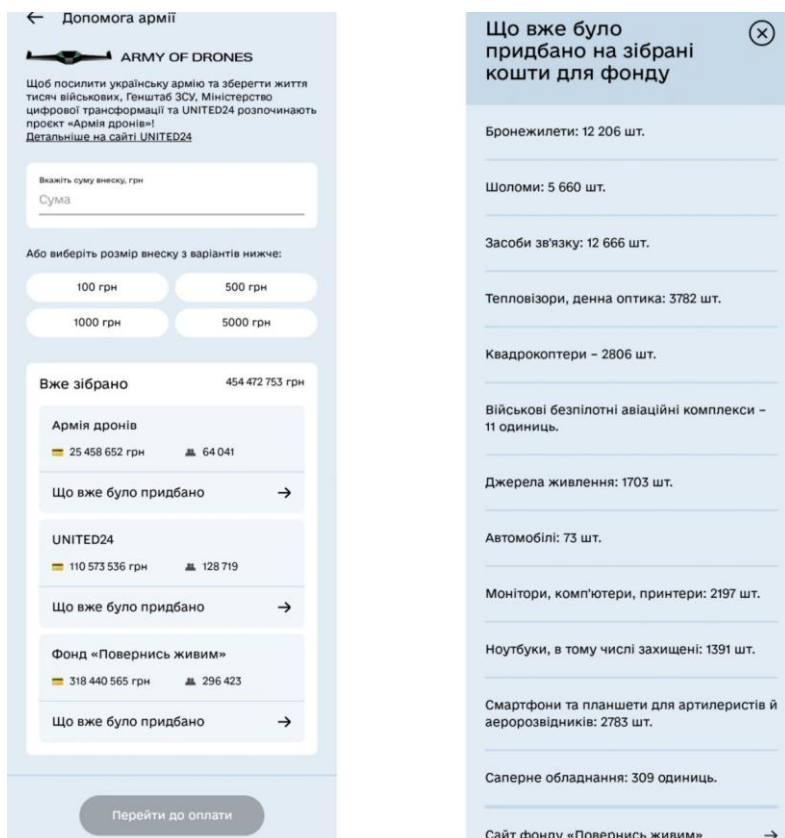 Допомога армії
ARMY OF DRONES
Щоб посилити українську армію та зберегти життя
тисяч військових, Генштаб ЗСУ, Міністерство
цифрової трансформації та UNITED24 розпочинають
проєкт «Армія дронів»!
Детальніше на сайті UNITED24
Вкажіть суму внеску, грн
Сума
Або виберіть розмір внеску з варіантів нижче:
100 грн
500 грн
1000 грн
5000 грн
Вже зібрано
454 472 753 грн
Армія дронів
25 458 652 грн
64 041
Що вже було придбано
UNITED24
110 573 536 грн
128 719
Що вже було придбано
Фонд «Повернись живим»
318 440 565 грн
296 423
Що вже було придбано
Перейти до оплати
Що вже було
придбано на зібрані
кошти для фонду
Бронежилети: 12 206 шт.
Шоломи: 5 660 шт.
Засоби зв'язку: 12 666 шт.
Тепловізори, денна оптика: 3782 шт.
Квадрокоптери – 2806 шт.
Військові безпілотні авіаційні комплекси –
11 одиниць.
Джерела живлення: 1703 шт.
Автомобілі: 73 шт.
Монітори, комп'ютери, принтери: 2197 шт.
Ноутбуки, в тому числі захищені: 1391 шт.
Смартфони та планшети для артилеристів й
аеророзвідників: 2783 шт.
Саперне обладнання: 309 одиниць.
Сайт фонду «Повернись живим»